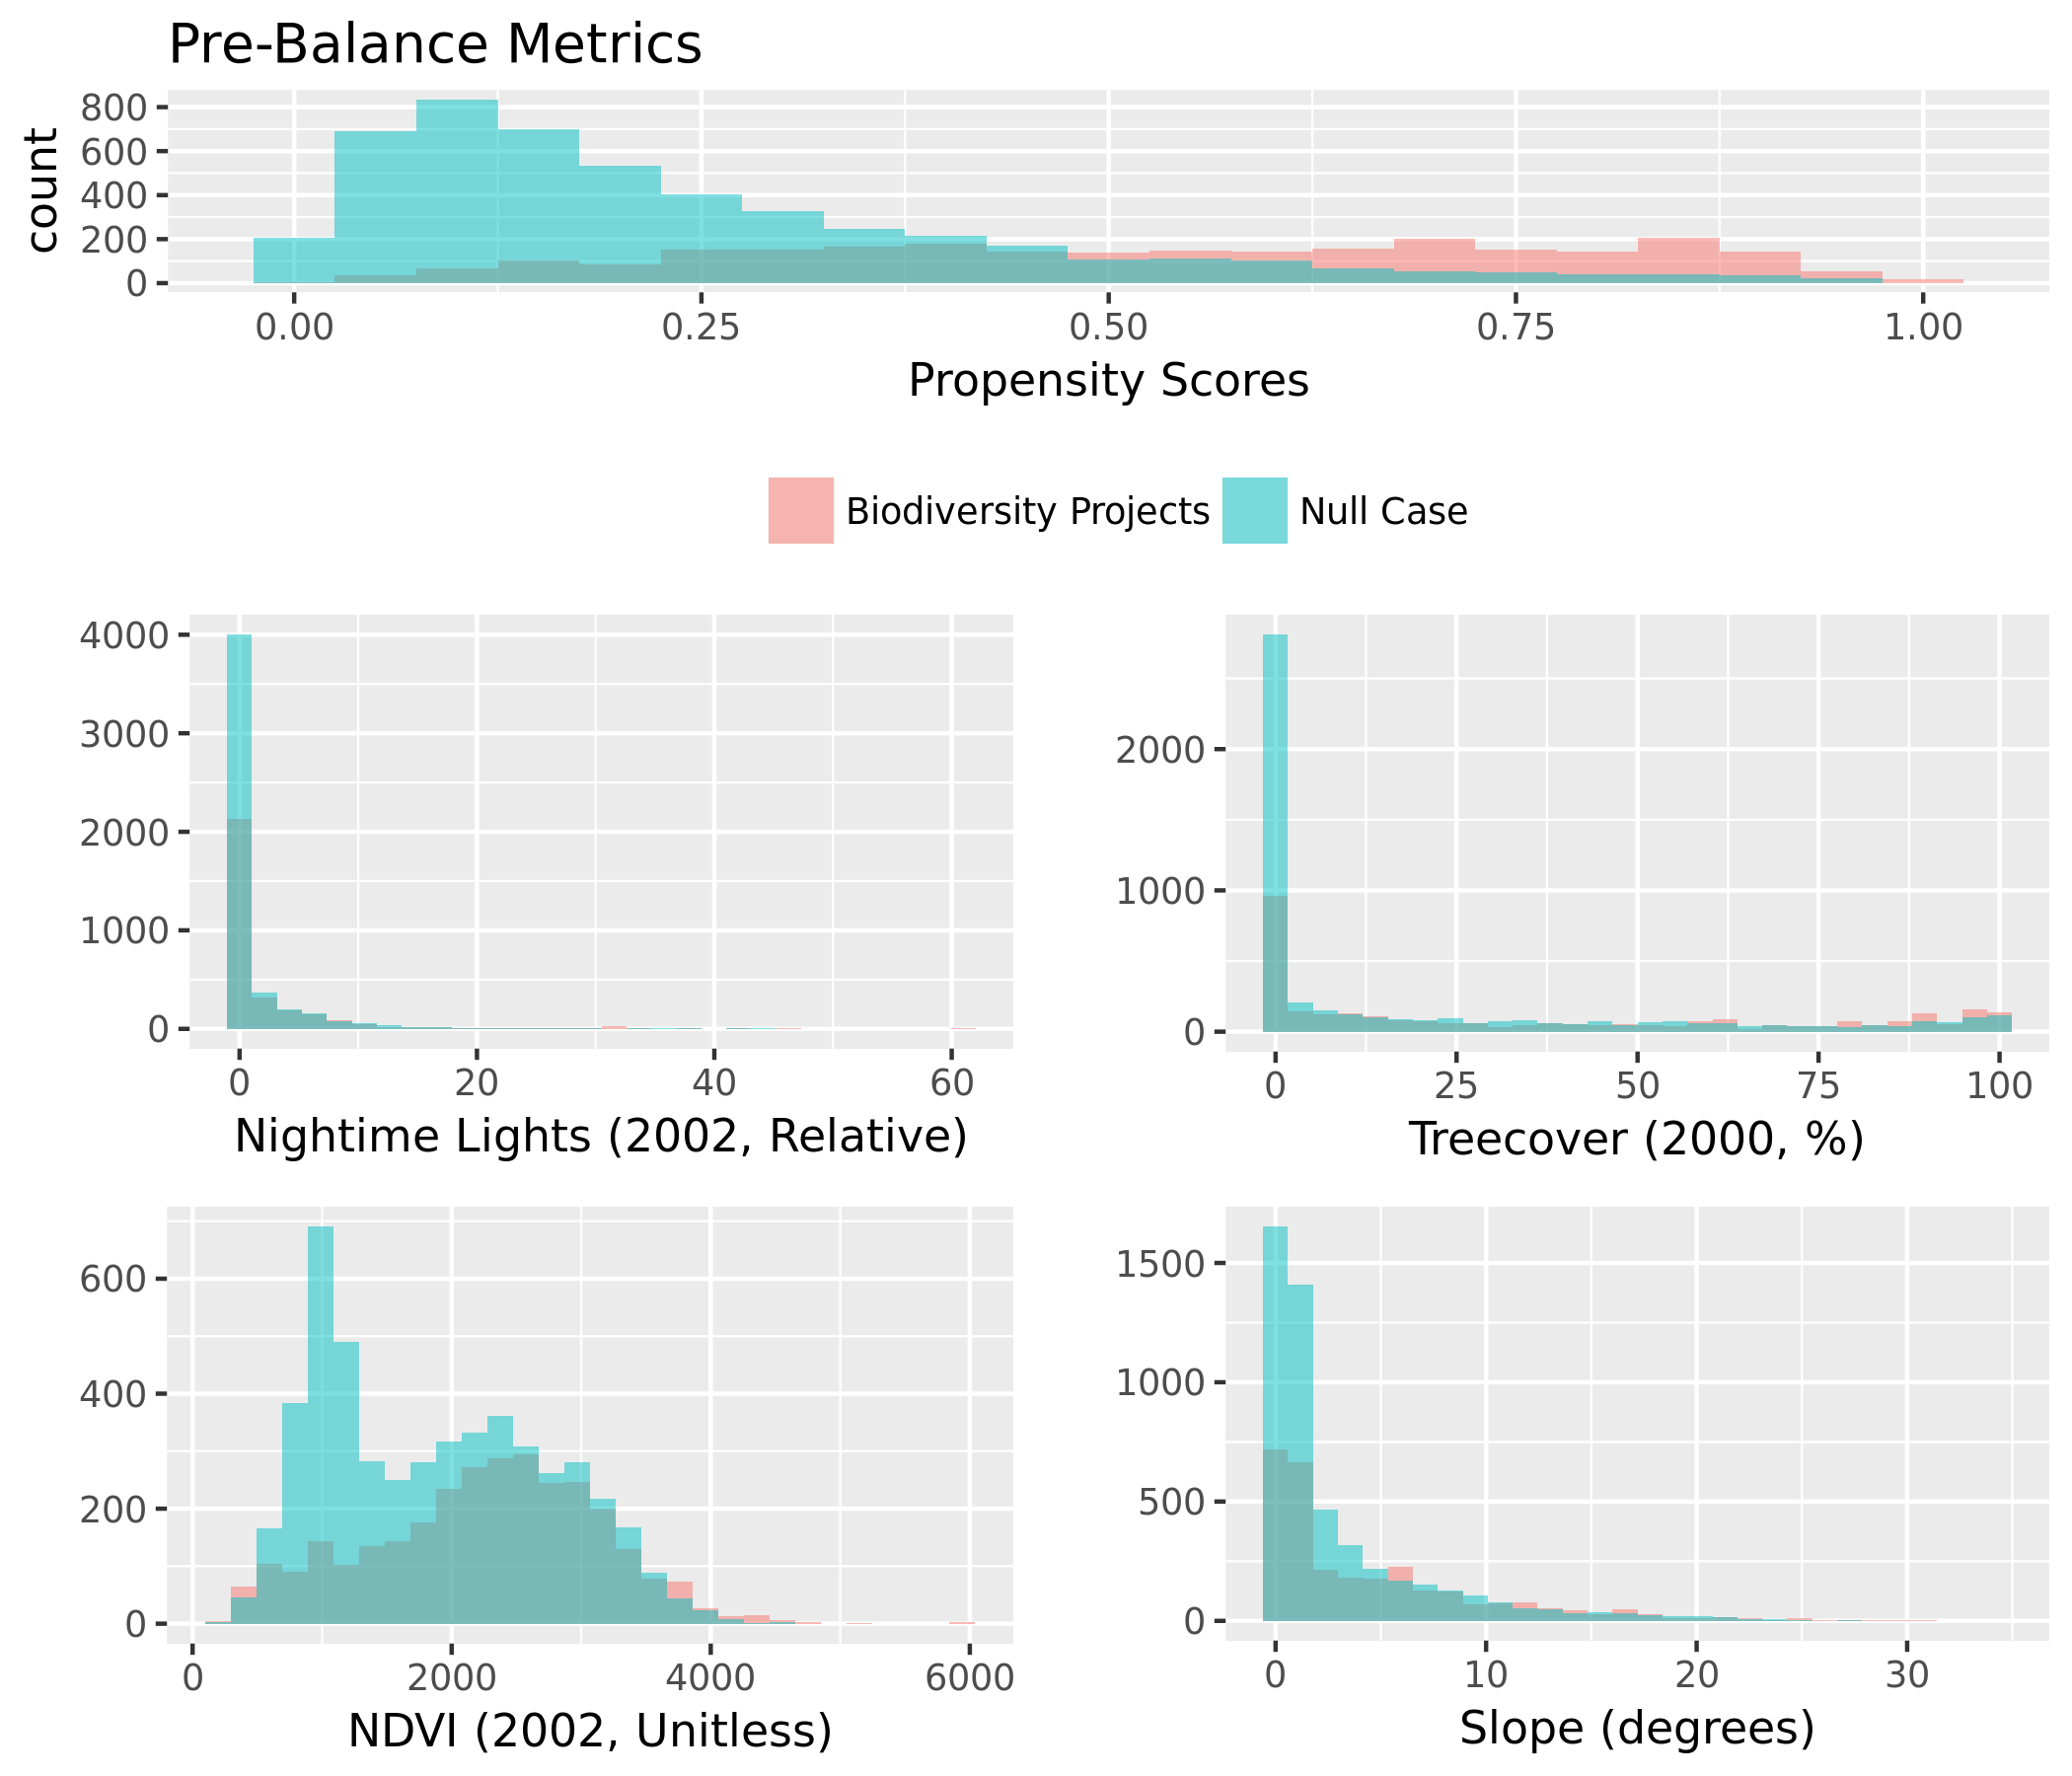 Pre-Balance Metrics
count
800
600
400
200
0
0.00 0.25 0.50 0.75 1.00
Propensity Scores
Biodiversity Projects Null Case
4000
3000
2000
1000
0
0 20 40 60
Nightime Lights (2002, Relative)
2000
1000
0
0 25 50 75 100
Treecover (2000, %)
600
400
200
0
0 2000 4000 6000
NDVI (2002, Unitless)
1500
1000
500
0
0 10 20 30
Slope (degrees)